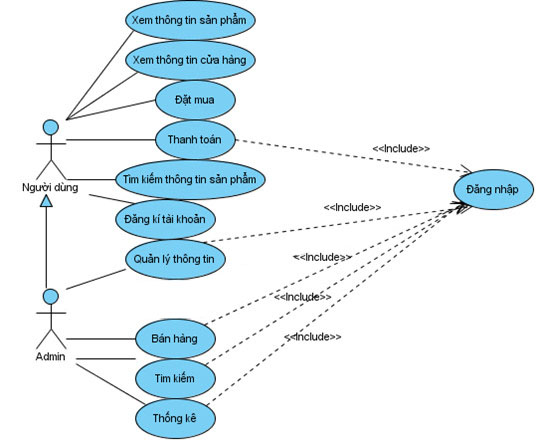 Xem thông tin sản phẩm
Xem thông tin cửa hàng
Đặt mua
Thanh toán
<<Include>>
Tìm kiếm thông tin sản phẩm
Người dùng
Đăng nhập
<<Include>>
Đăng kí tài khoản
Quản lý thông tin
<<Include>>
<<Include>>
Bán hàng
<<Include>>
Admin
Tìm kiếm
Thống kê